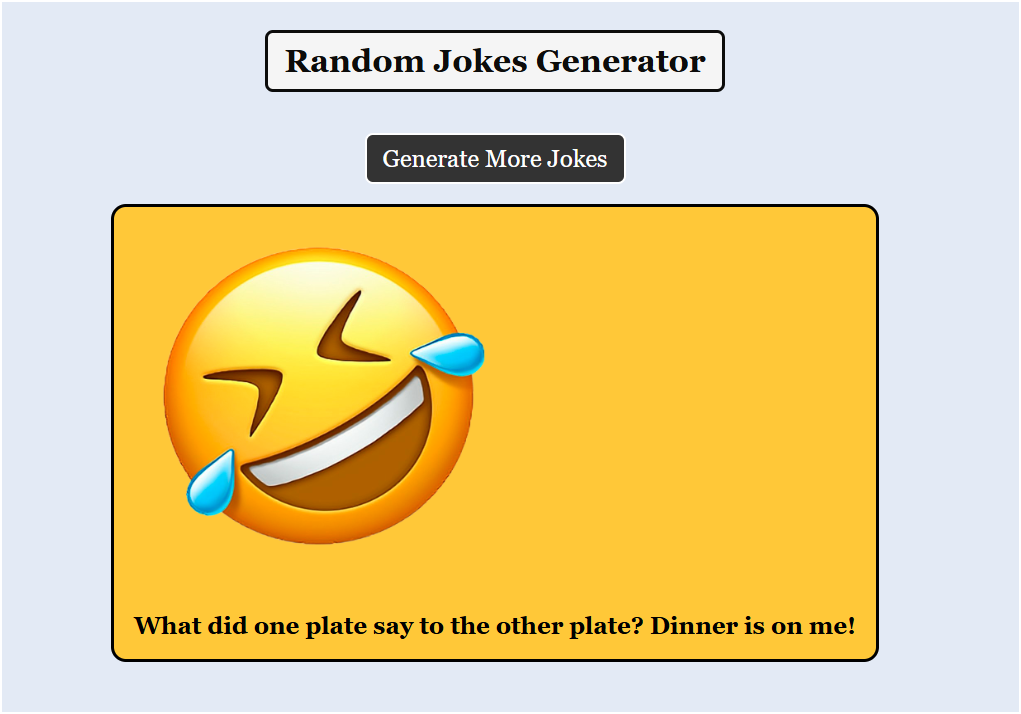 Random Jokes Generator
Generate More Jokes
What did one plate say to the other plate? Dinner is on me!